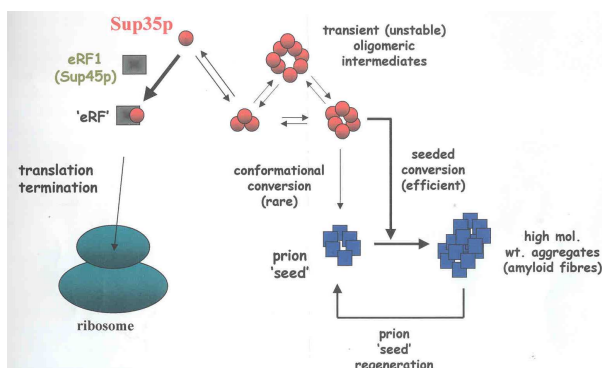 Sup35p
eRF1
(Sup45p)
'eRF'
translation
termination
ribosome
transient (unstable)
oligomeric
intermediates
conformational
conversion
(rare)
seeded
conversion
(efficient)
prion
'seed'
high mol.
wt. aggregates
(amyloid fibres)
prion
'seed'
regeneration